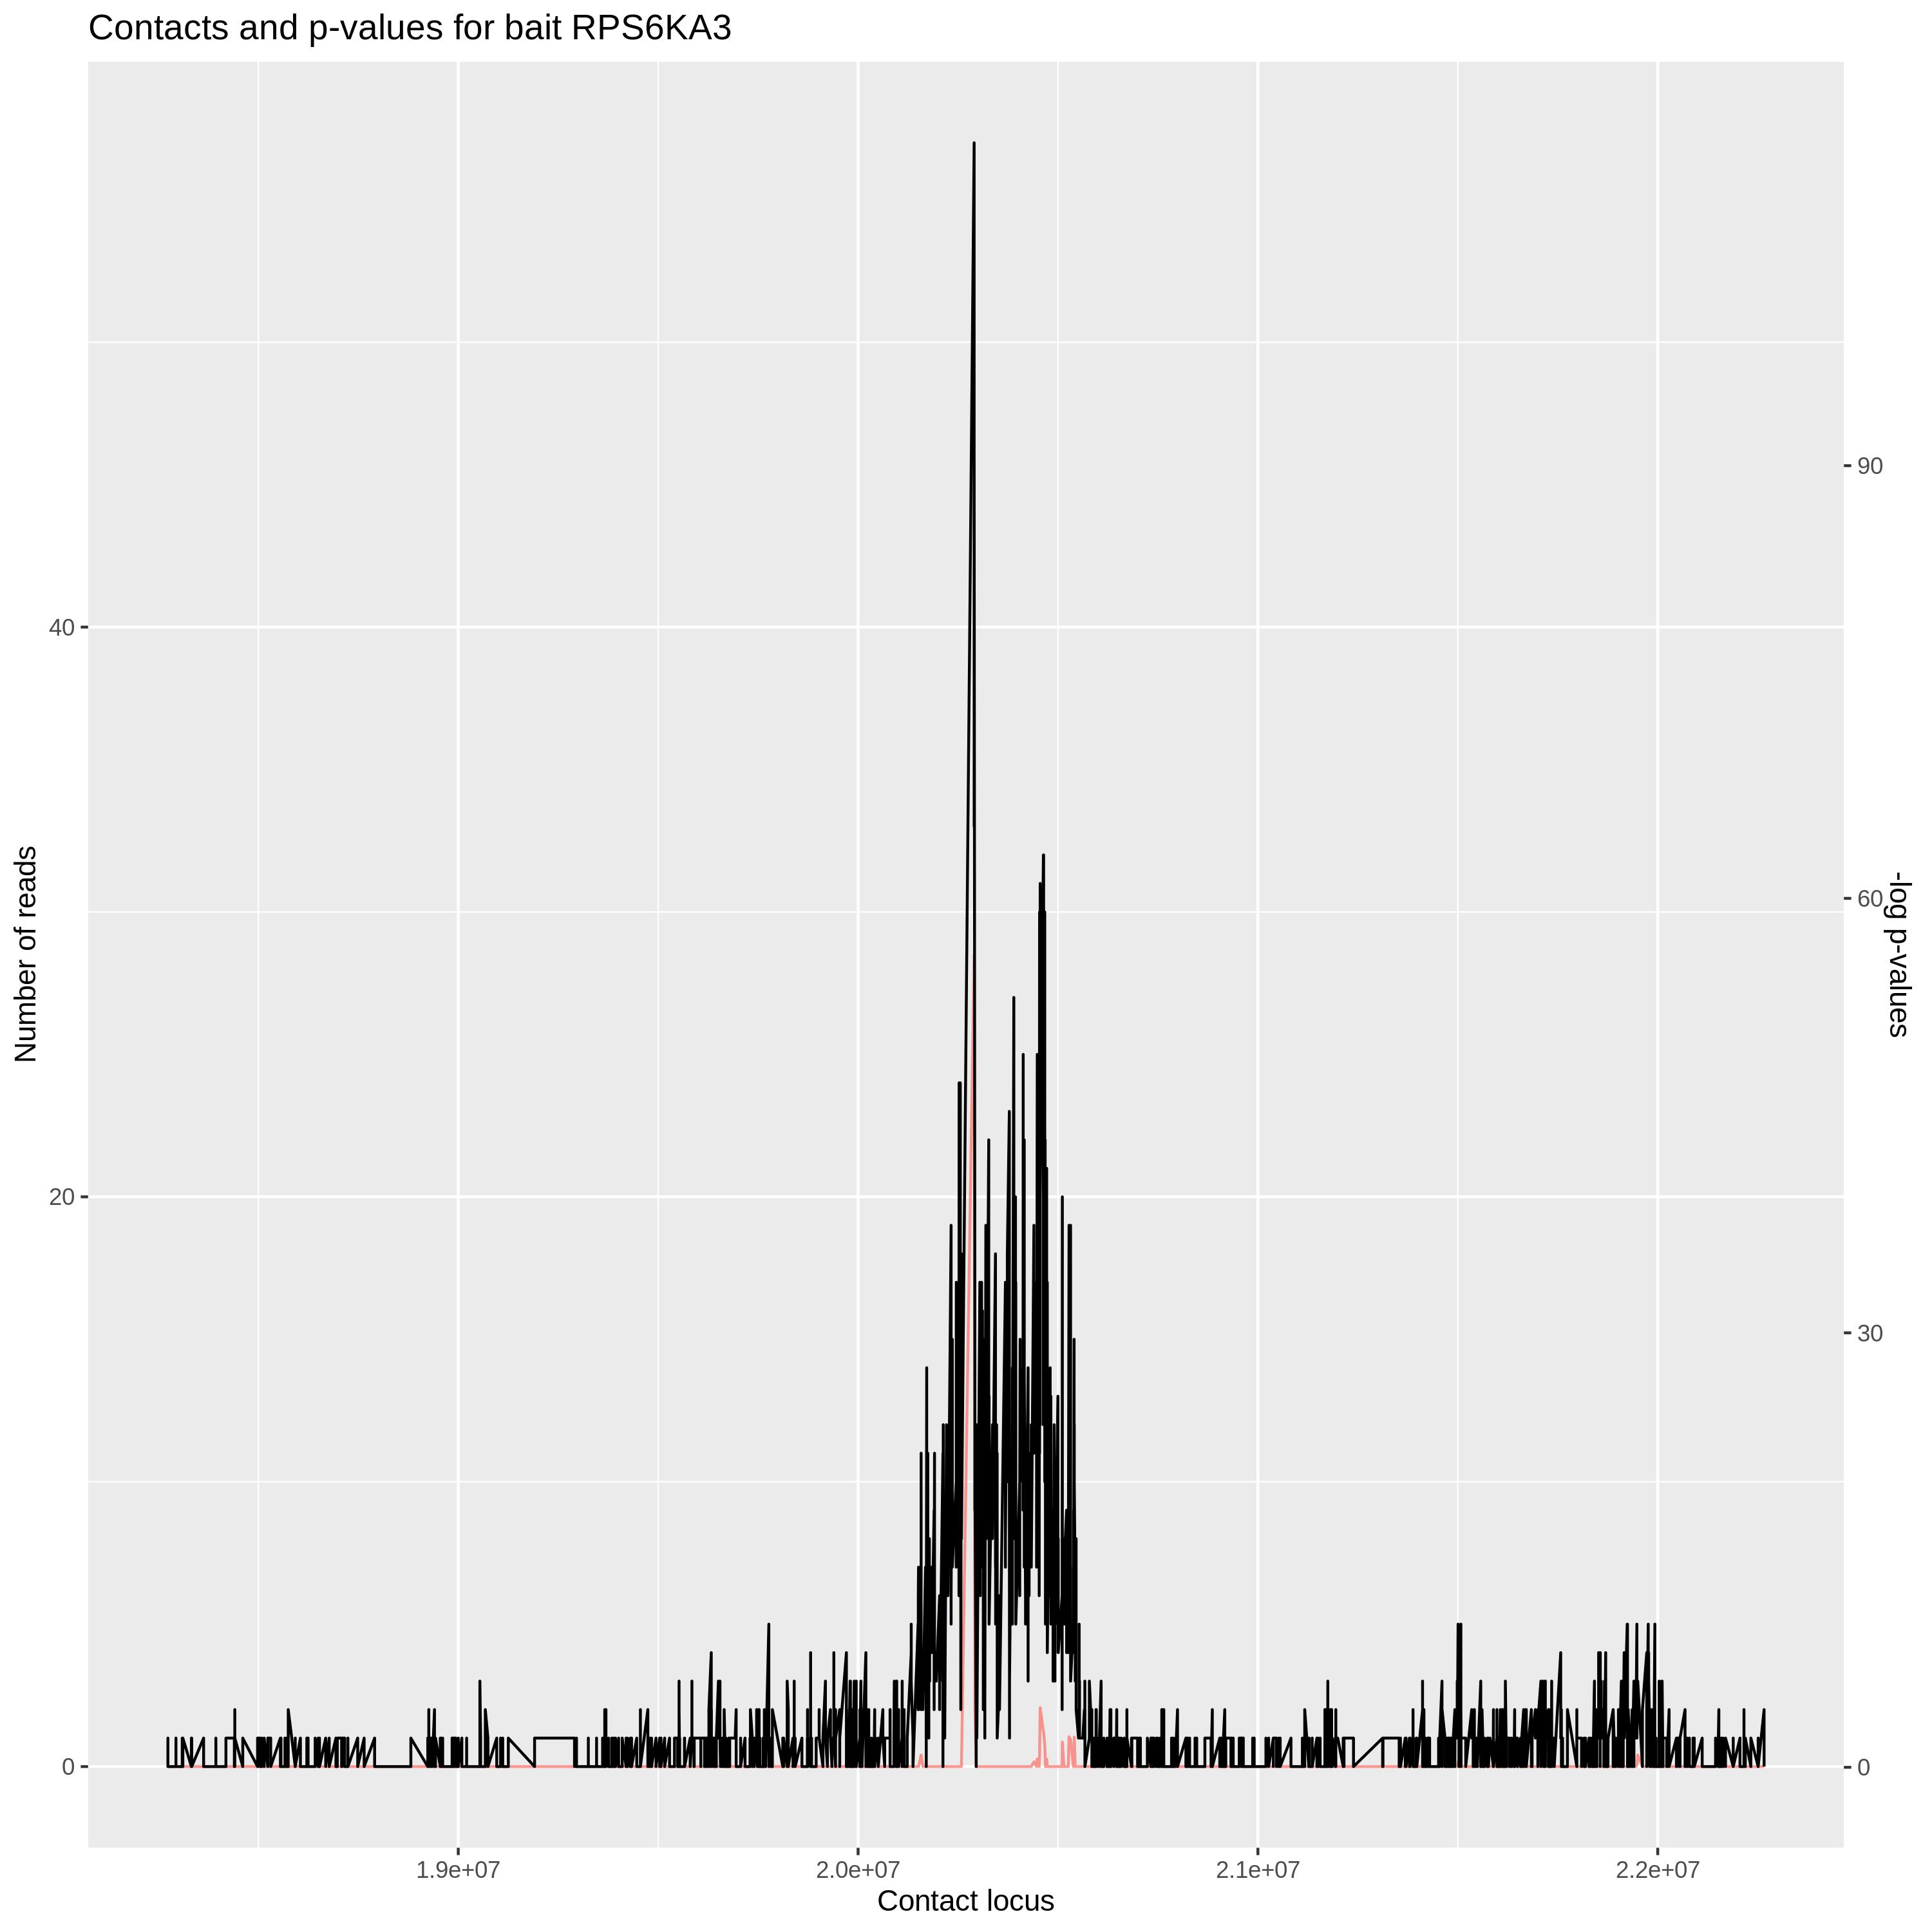 Contacts and p-values for bait RPS6KA3
Number of reads
40
20
0
90
60
30
0
-log p-values
1.9e+07
2.0e+07
2.1e+07
2.2e+07
Contact locus